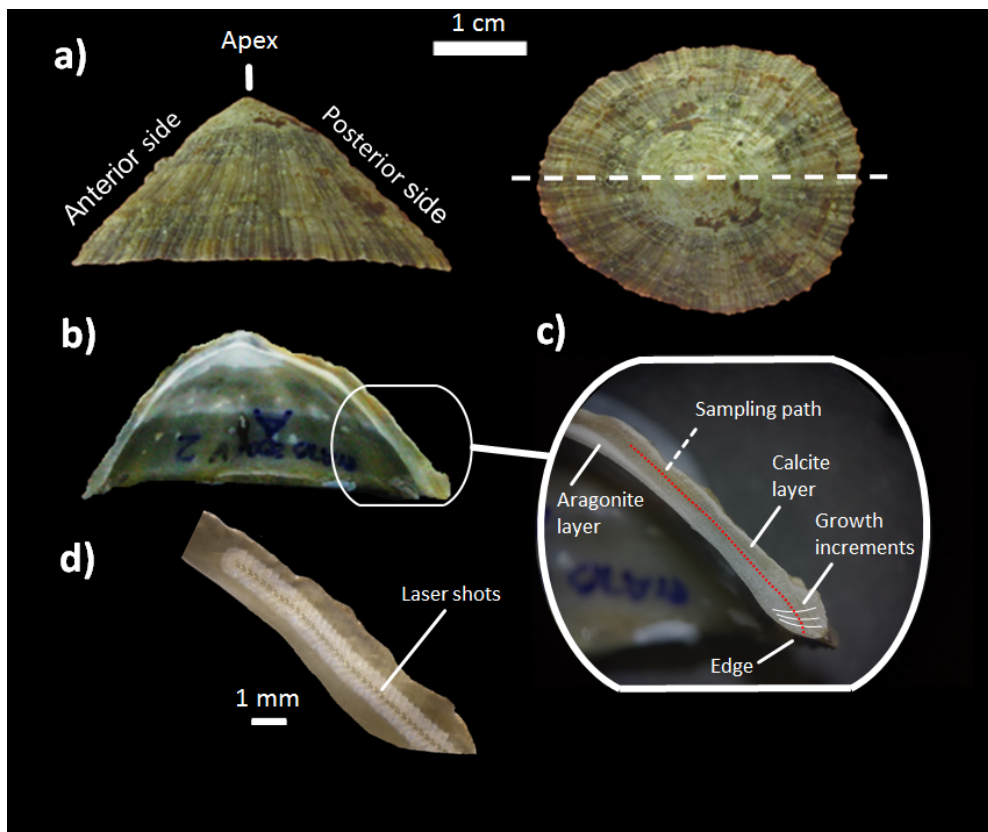 a)
Apex
1 cm
Anterior side
Posterior side
b)
c)
Sampling path
Aragonite
layer
Calcite
layer
Growth
increments
Edge
d)
Laser shots
1 mm